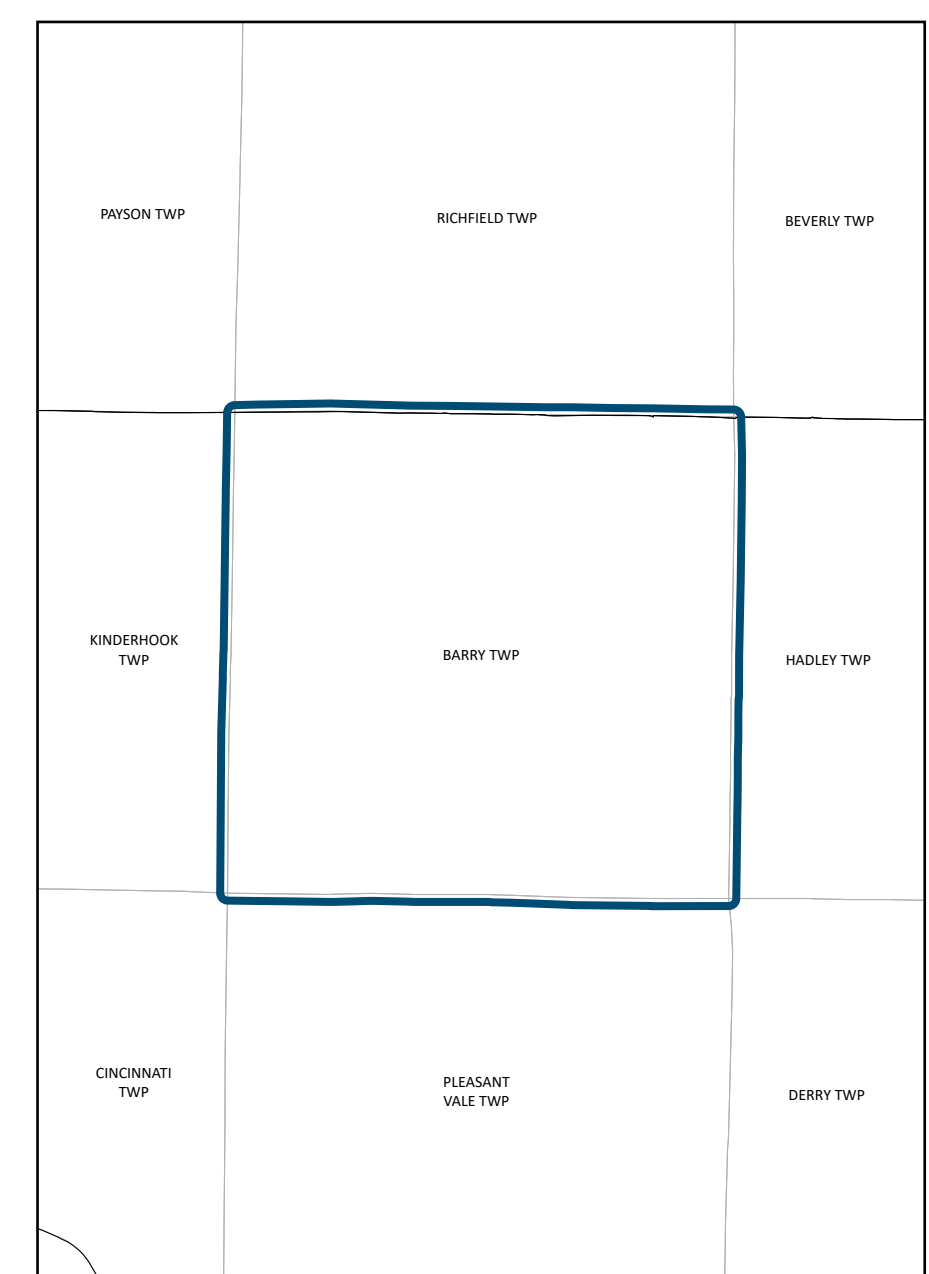 PAYSON TWP
RICHFIELD TWP
BEVERLY TWP
KINDERHOOK
TWP
BARRY TWP
HADLEY TWP
CINCINNATI
TWP
PLEASANT
VALE TWP
DERRY TWP